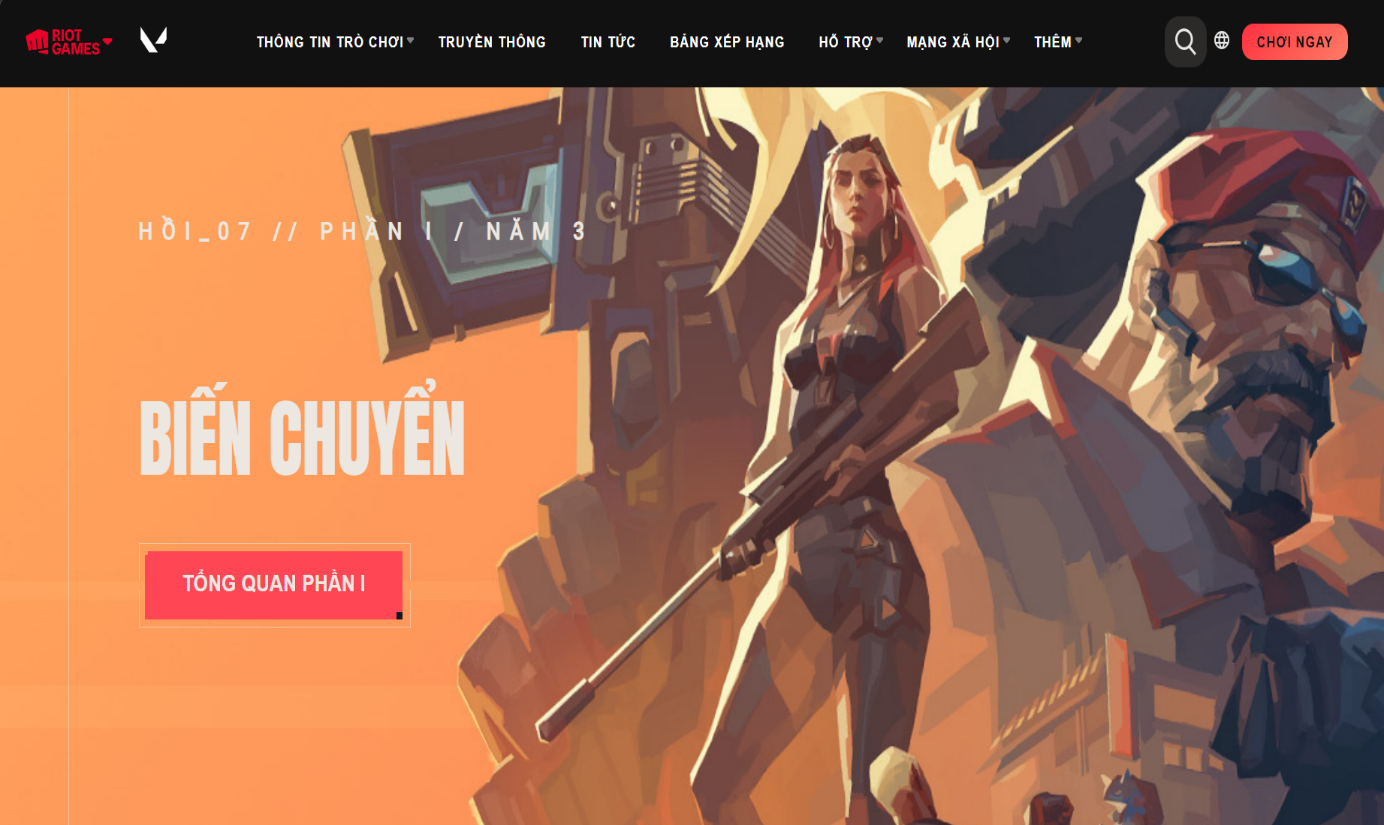 RIOT
GAMES
THÔNG TIN TRÒ CHƠI TRUYỀN THÔNG TIN TỨC BẢNG XẾP HẠNG HỖ TRỢ MẠNG XÃ HỘI THÊM CHƠI NGAY
HỒI_07 // PHẦN I / NĂM 3
BIẾN CHUYỂN
TỔNG QUAN PHẦN I